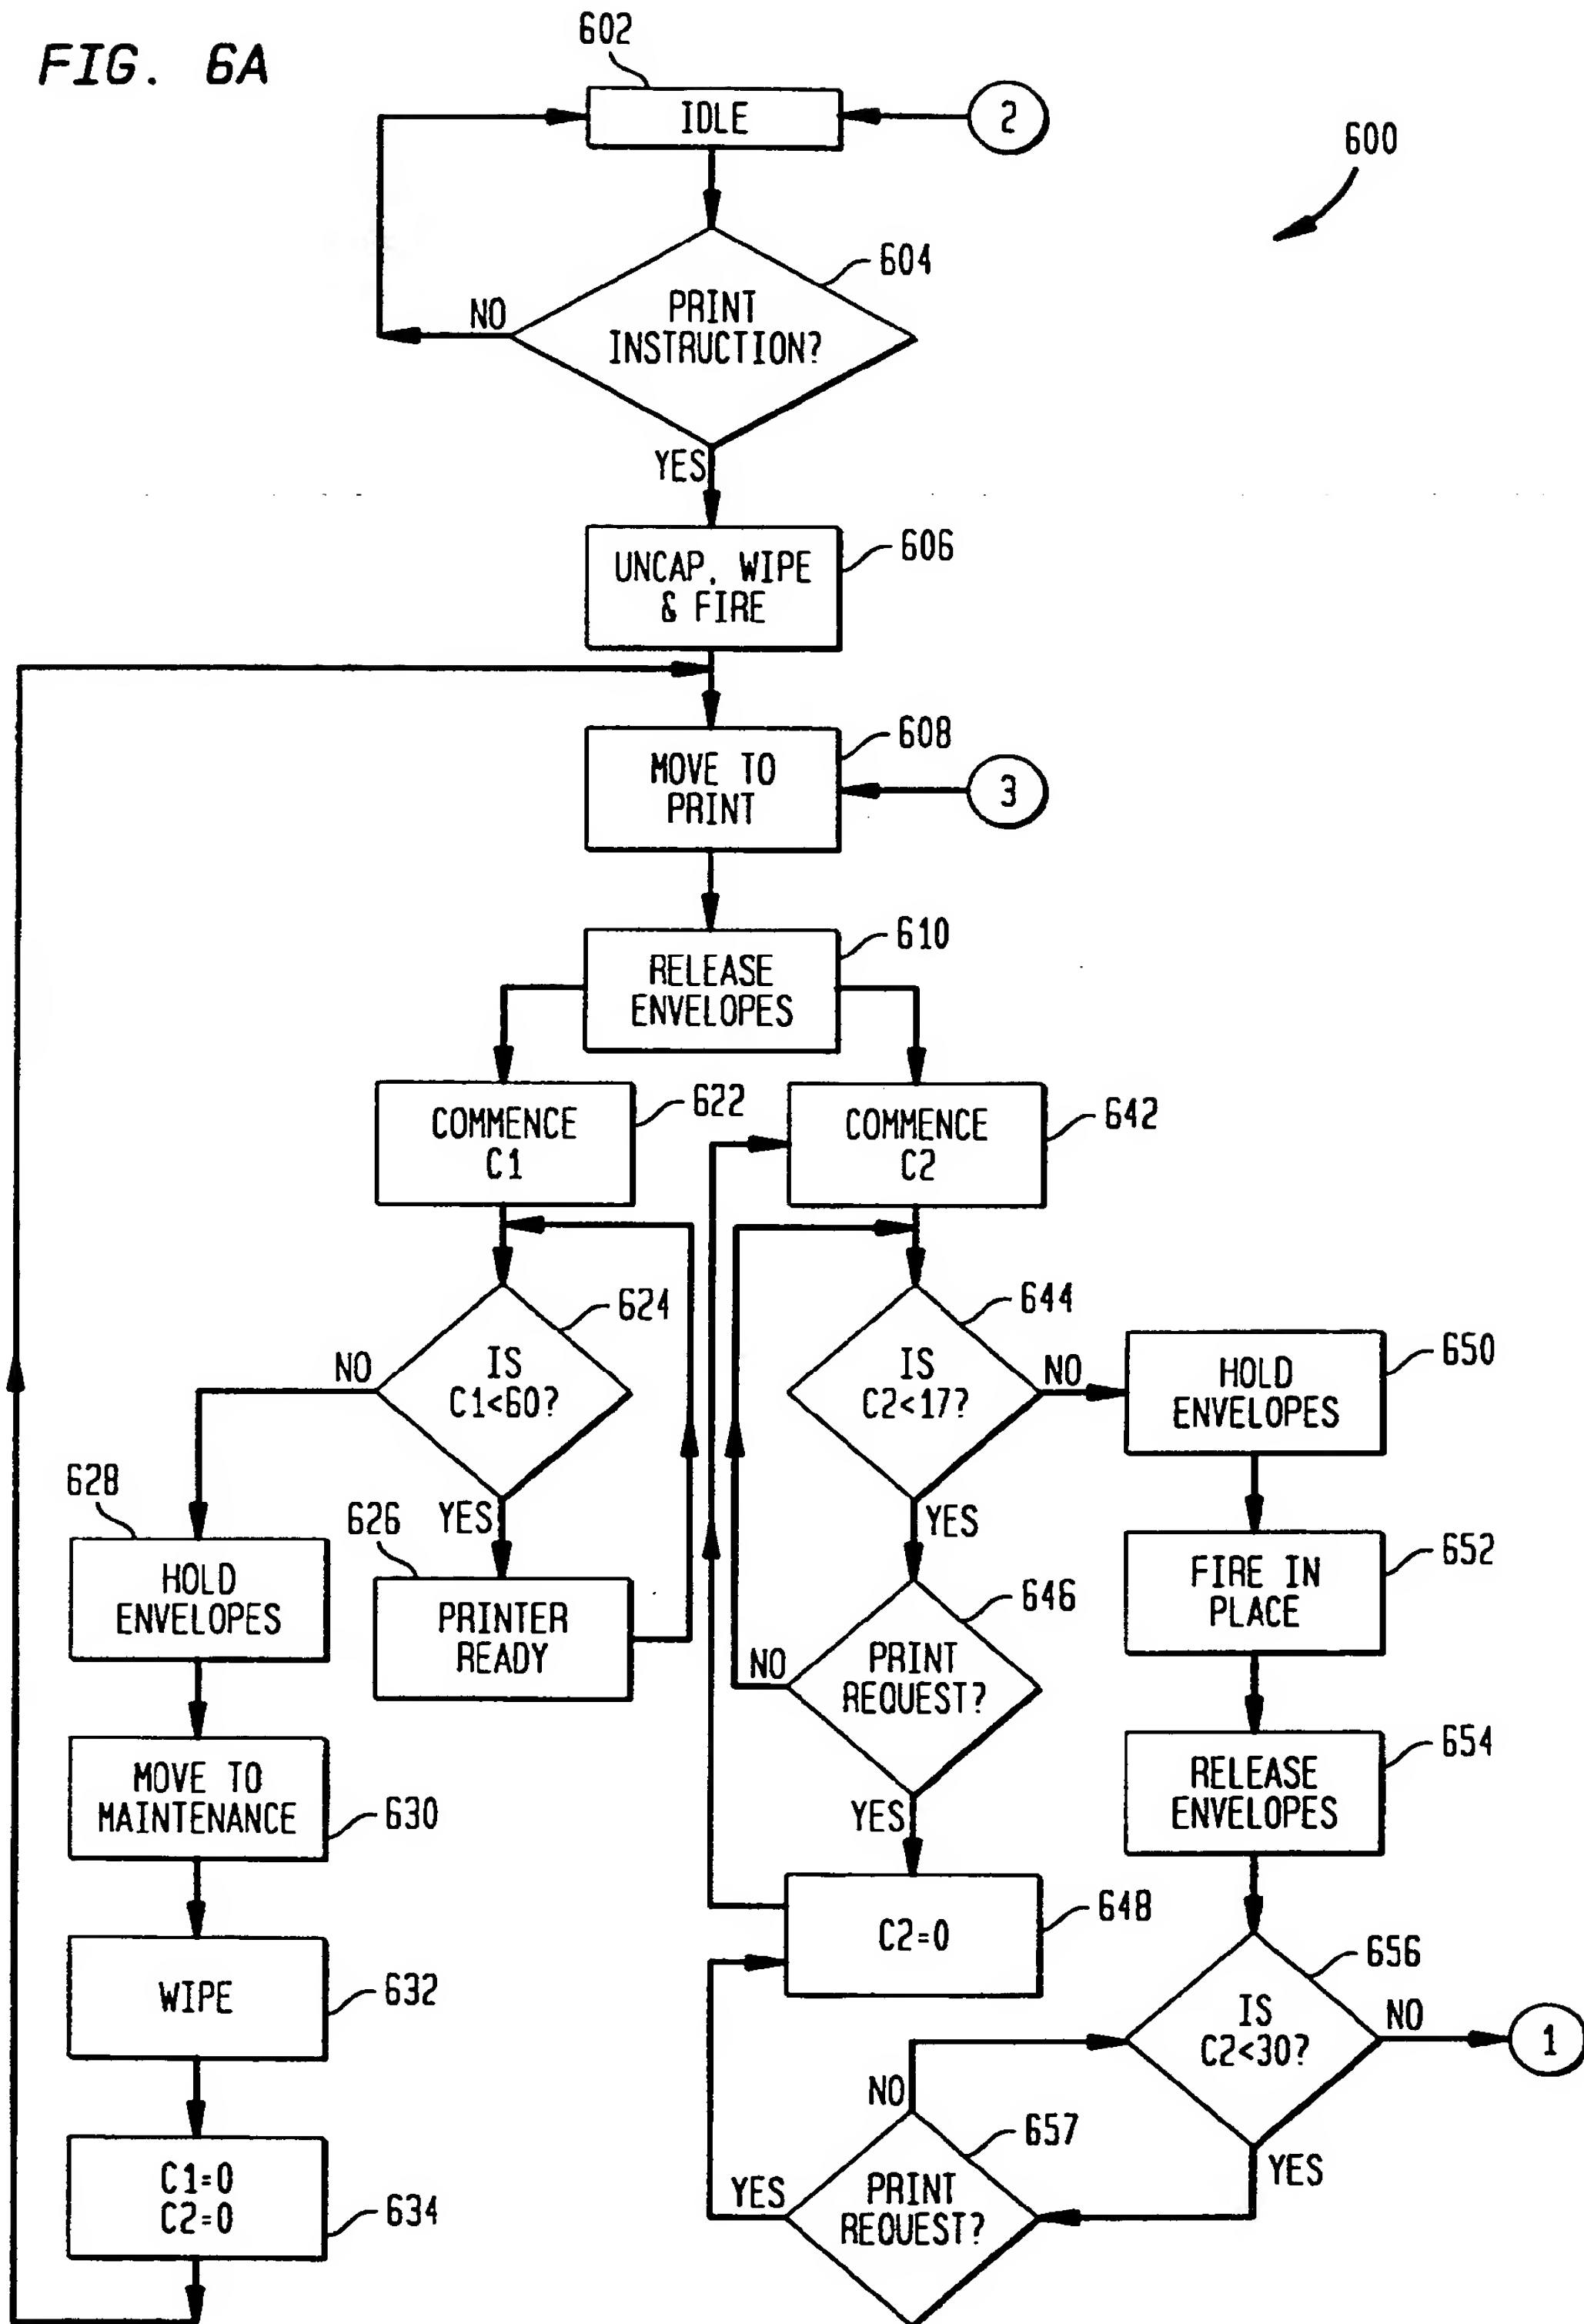 FIG. 6A
602
IDLE
2
600
604
PRINT
INSTRUCTION?
NO
YES
606
UNCAP, WIPE
& FIRE
608
MOVE TO
PRINT
3
610
RELEASE
ENVELOPES
622
COMMENCE
C1
642
COMMENCE
C2
624
IS
C1<60?
NO
YES
644
IS
C2<17?
NO
YES
650
HOLD
ENVELOPES
628
HOLD
ENVELOPES
626
PRINTER
READY
646
PRINT
REQUEST?
NO
YES
652
FIRE IN
PLACE
630
MOVE TO
MAINTENANCE
654
RELEASE
ENVELOPES
648
C2=0
632
WIPE
656
IS
C2<30?
NO
1
YES
657
PRINT
REQUEST?
NO
YES
634
C1=0
C2=0